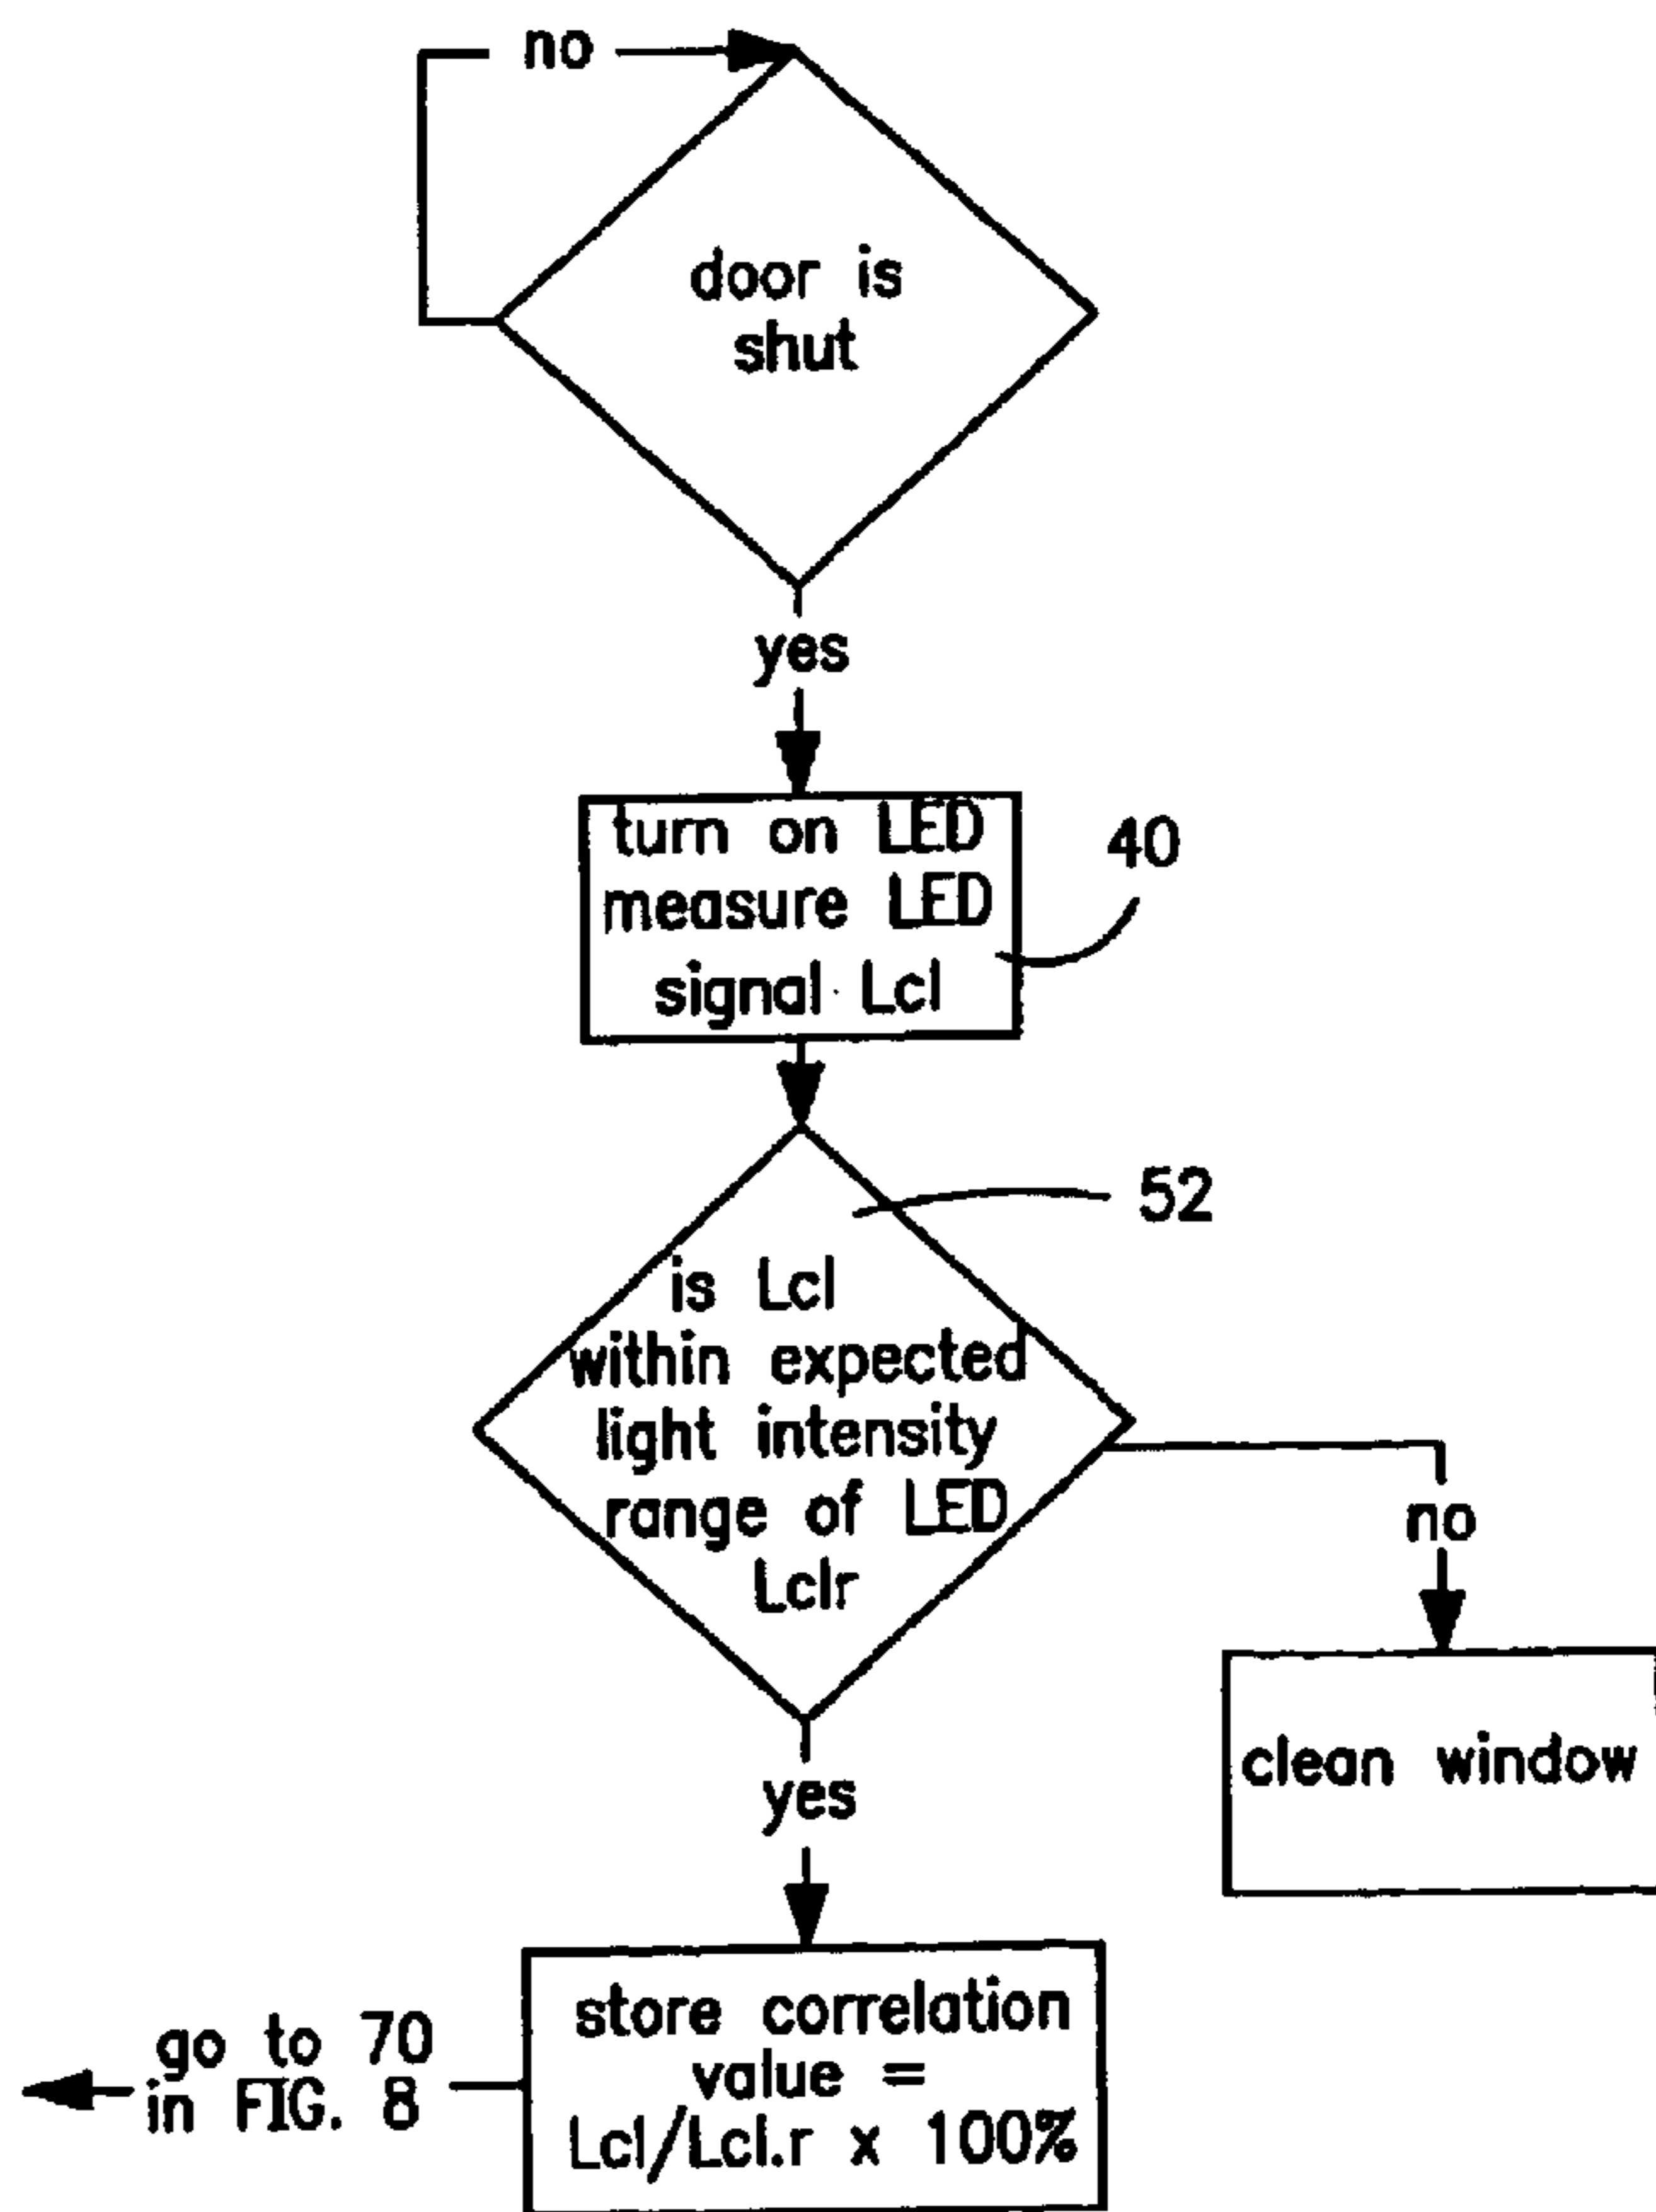 no
door is
shut
yes
turn on LED
measure LED
signal Lcl
40
52
is Lcl
within expected
light intensity
range of LED
Lclr
no
clean window
yes
store correlation
value =
Lcl/Lcl.r x 100%
go to 70
in FIG. 8